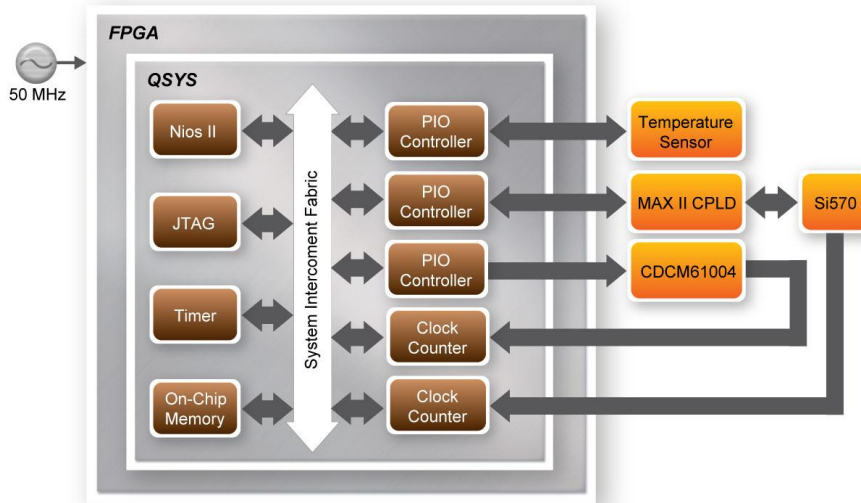 FPGA
QSYS
50 MHz
Nios II
JTAG
Timer
On-Chip
Memory
System Intercoment Fabric
PIO
Controller
PIO
Controller
PIO
Controller
Clock
Counter
Clock
Counter
Temperature
Sensor
MAX II CPLD
Si570
CDCM61004